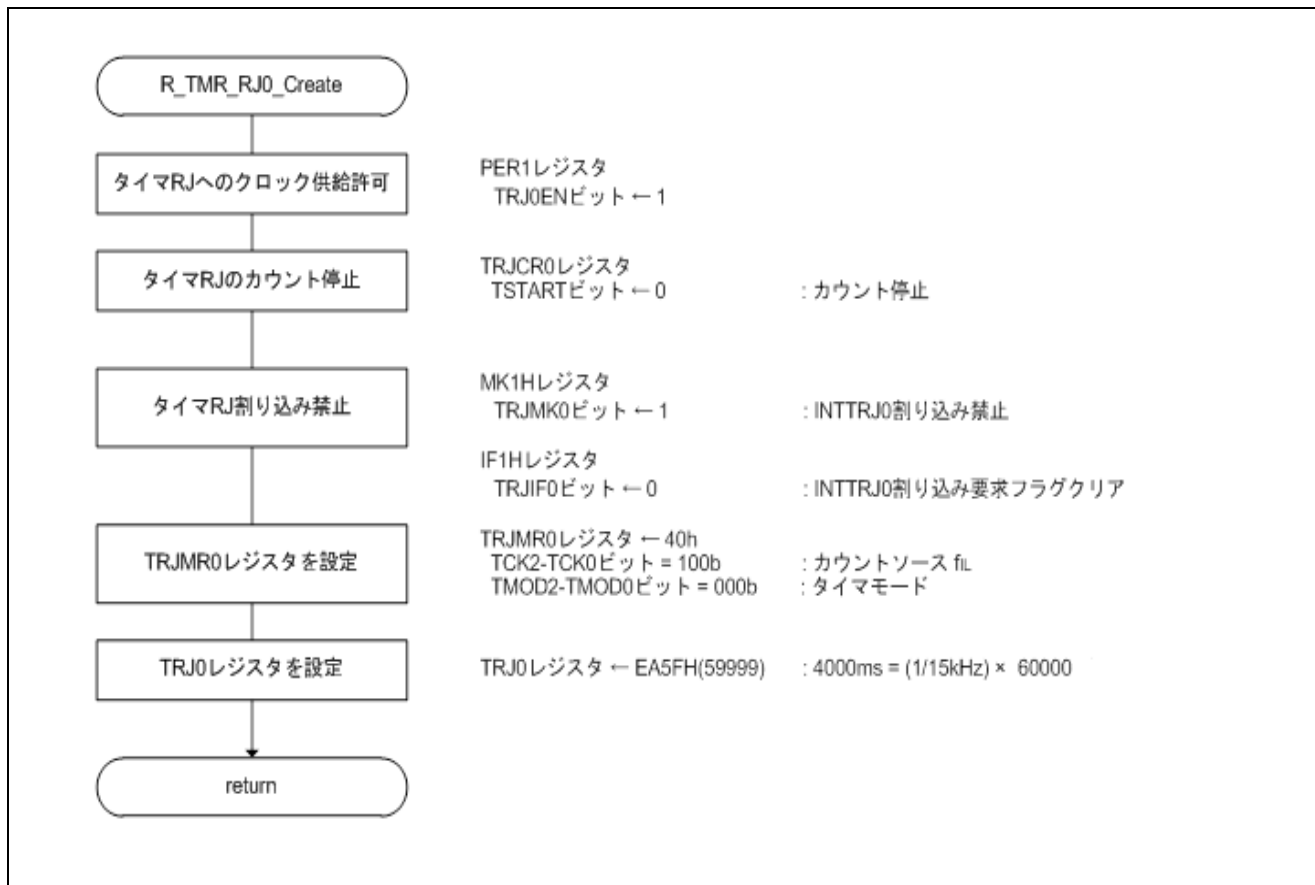 R_TMR_RJ0_Create
タイマRJへのクロック供給許可
PER1レジスタ
TRJ0ENビット ← 1
タイマRJのカウント停止
TRJCR0レジスタ
TSTARTビット ← 0 : カウント停止
タイマRJ割り込み禁止
MK1Hレジスタ
TRJMK0ビット ← 1 : INTTRJ0割り込み禁止
IF1Hレジスタ
TRJIF0ビット ← 0 : INTTRJ0割り込み要求フラグクリア
TRJMR0レジスタを設定
TRJMR0レジスタ ← 40h
TCK2-TCK0ビット = 100b : カウントソース fIL
TMOD2-TMOD0ビット = 000b : タイマモード
TRJ0レジスタを設定
TRJ0レジスタ ← EA5FH(59999) : 4000ms = (1/15kHz) × 60000
return